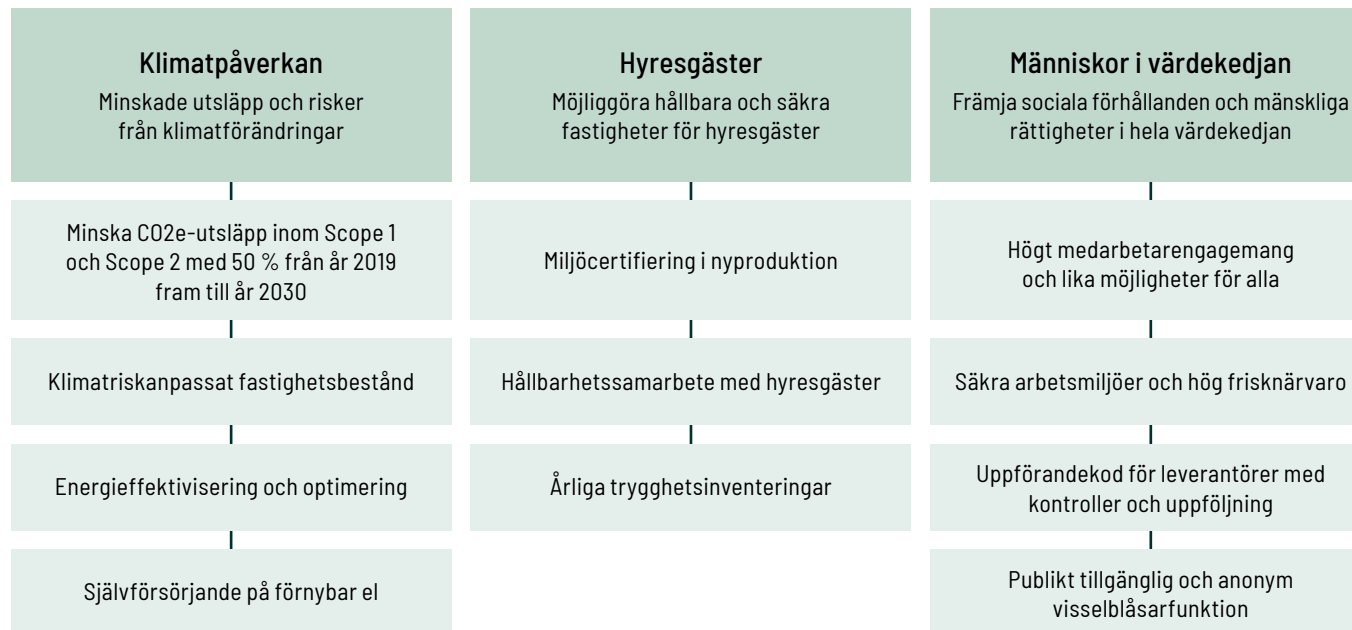 Klimatpåverkan
Minskade utsläpp och risker
från klimatförändringar
Minska CO2e-utsläpp inom Scope 1
och Scope 2 med 50 % från år 2019
fram till år 2030
Klimatriskanpassat fastighetsbestånd
Energieffektivisering och optimering
Självförsörjande på förnybar el
Hyresgäster
Möjliggöra hållbara och säkra
fastigheter för hyresgäster
Miljöcertifiering i nyproduktion
Hållbarhetssamarbete med hyresgäster
Årliga trygghetsinventeringar
Människor i värdekedjan
Främja sociala förhållanden och mänskliga
rättigheter i hela värdekedjan
Högt medarbetarengagemang
och lika möjligheter för alla
Säkra arbetsmiljöer och hög frisknärvaro
Uppförandekod för leverantörer med
kontroller och uppföljning
Publikt tillgänglig och anonym
visselblåsarfunktion